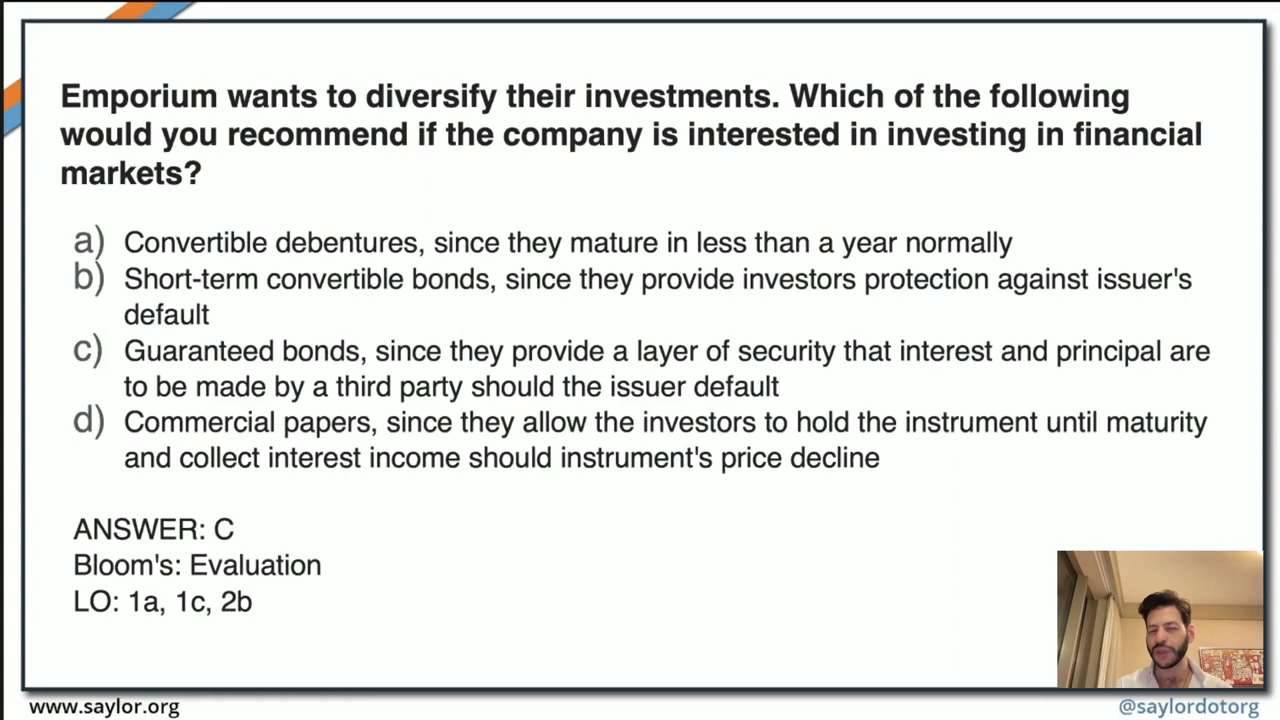 Emporium wants to diversify their investments. Which of the following
would you recommend if the company is interested in investing in financial
markets?
a) Convertible debentures, since they mature in less than a year normally
b) Short-term convertible bonds, since they provide investors protection against issuer's
default
c) Guaranteed bonds, since they provide a layer of security that interest and principal are
to be made by a third party should the issuer default
d) Commercial papers, since they allow the investors to hold the instrument until maturity
and collect interest income should instrument's price decline
ANSWER: C
Bloom's: Evaluation
LO: 1a, 1c, 2b
www.saylor.org
@saylordotorg